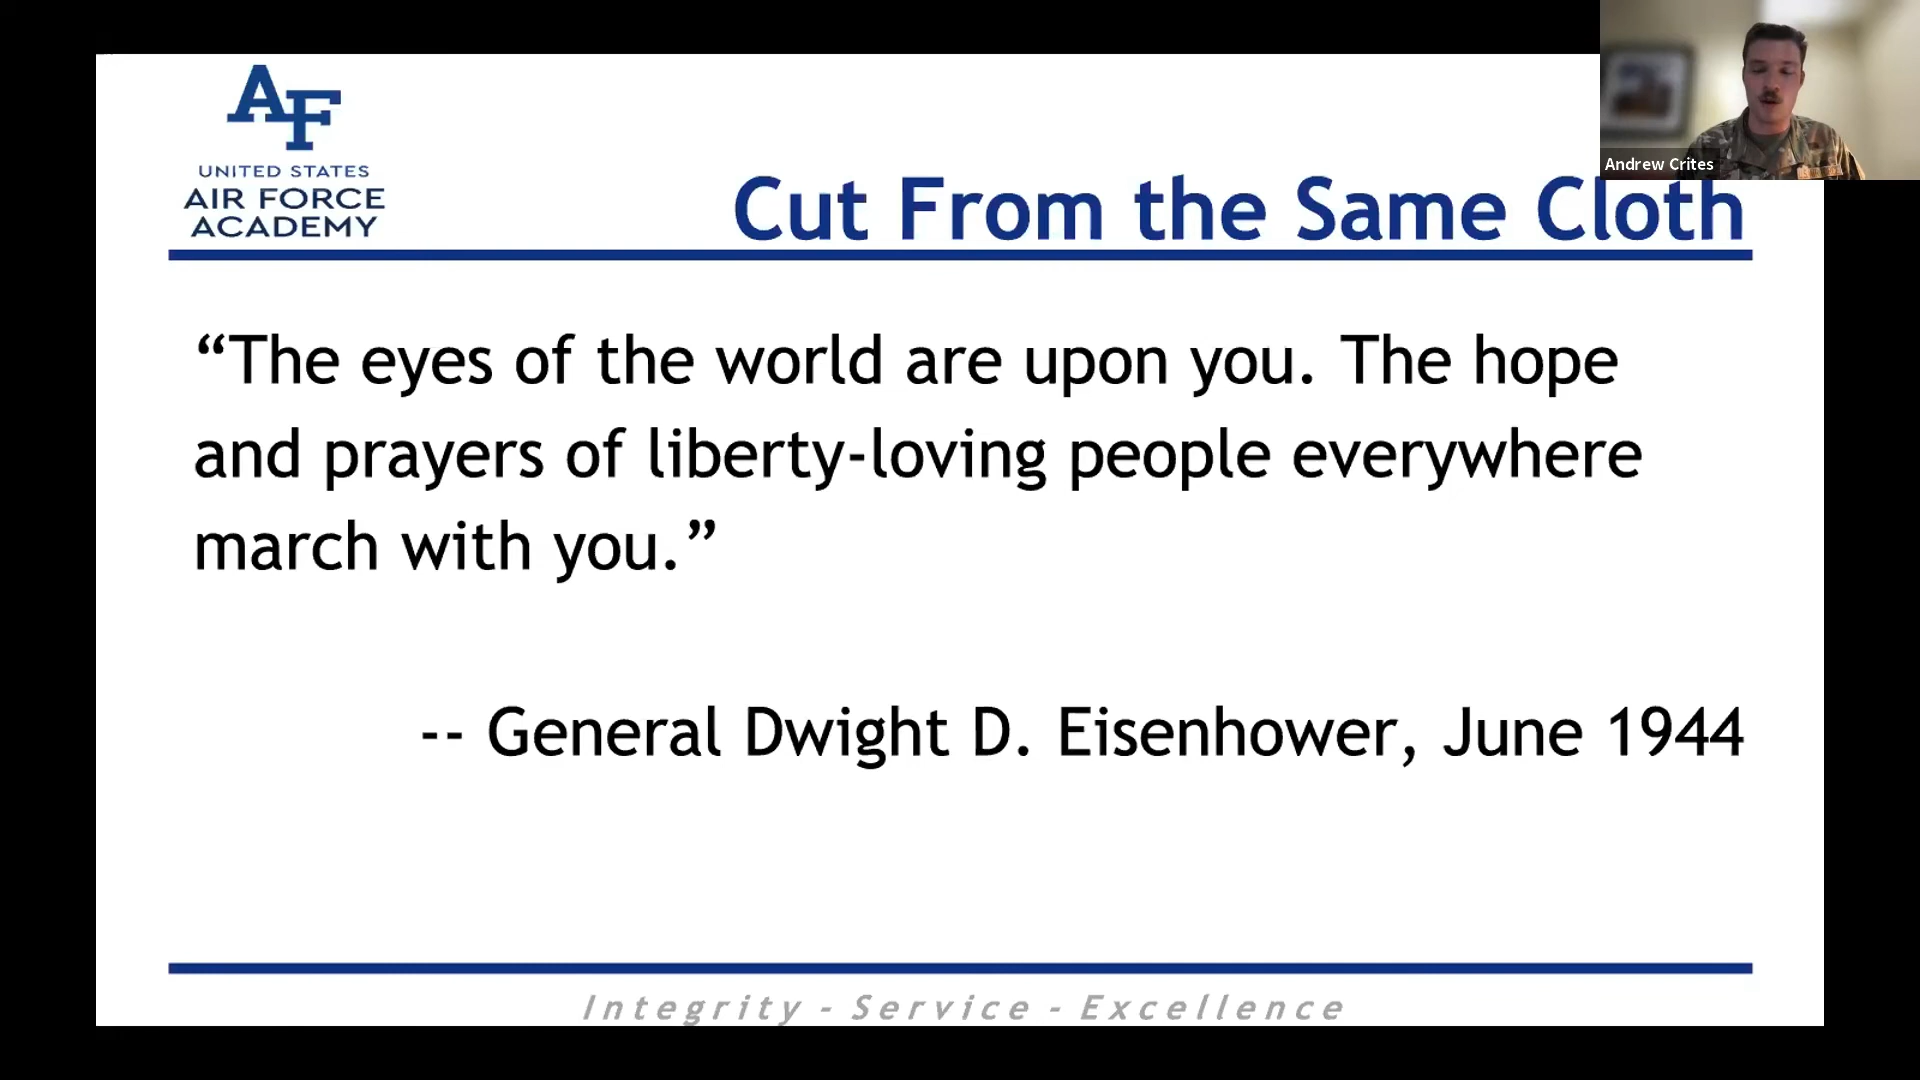 AF
UNITED STATES
AIR FORCE
ACADEMY
Andrew Crites
Cut From the Same Cloth
“The eyes of the world are upon you. The hope
and prayers of liberty-loving people everywhere
march with you.”
-- General Dwight D. Eisenhower, June 1944
Integrity - Service - Excellence